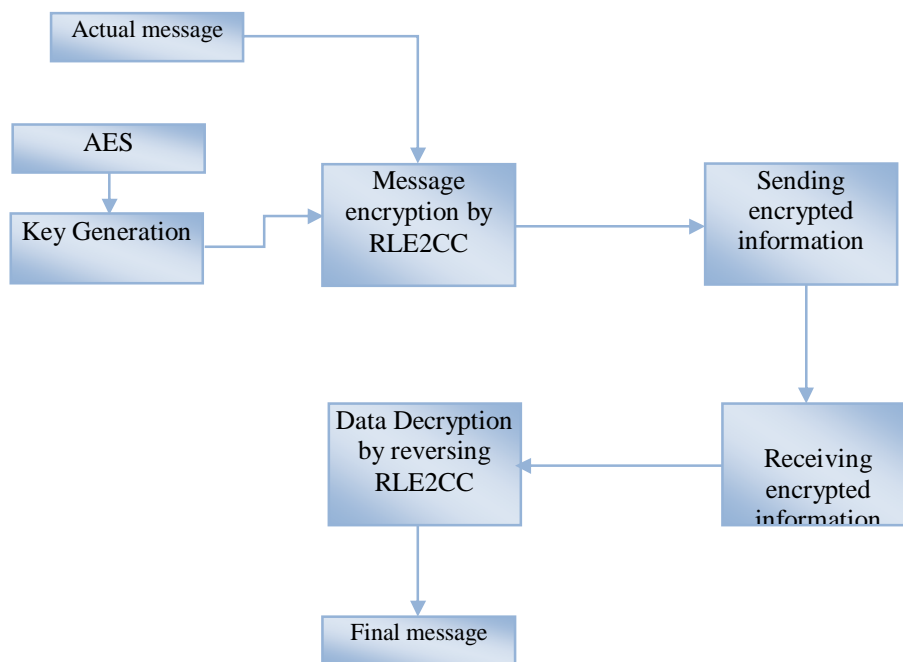 Actual message
AES
Key Generation
Message
encryption by
RLE2CC
Sending
encrypted
information
Data Decryption
by reversing
RLE2CC
Receiving
encrypted
information
Final message